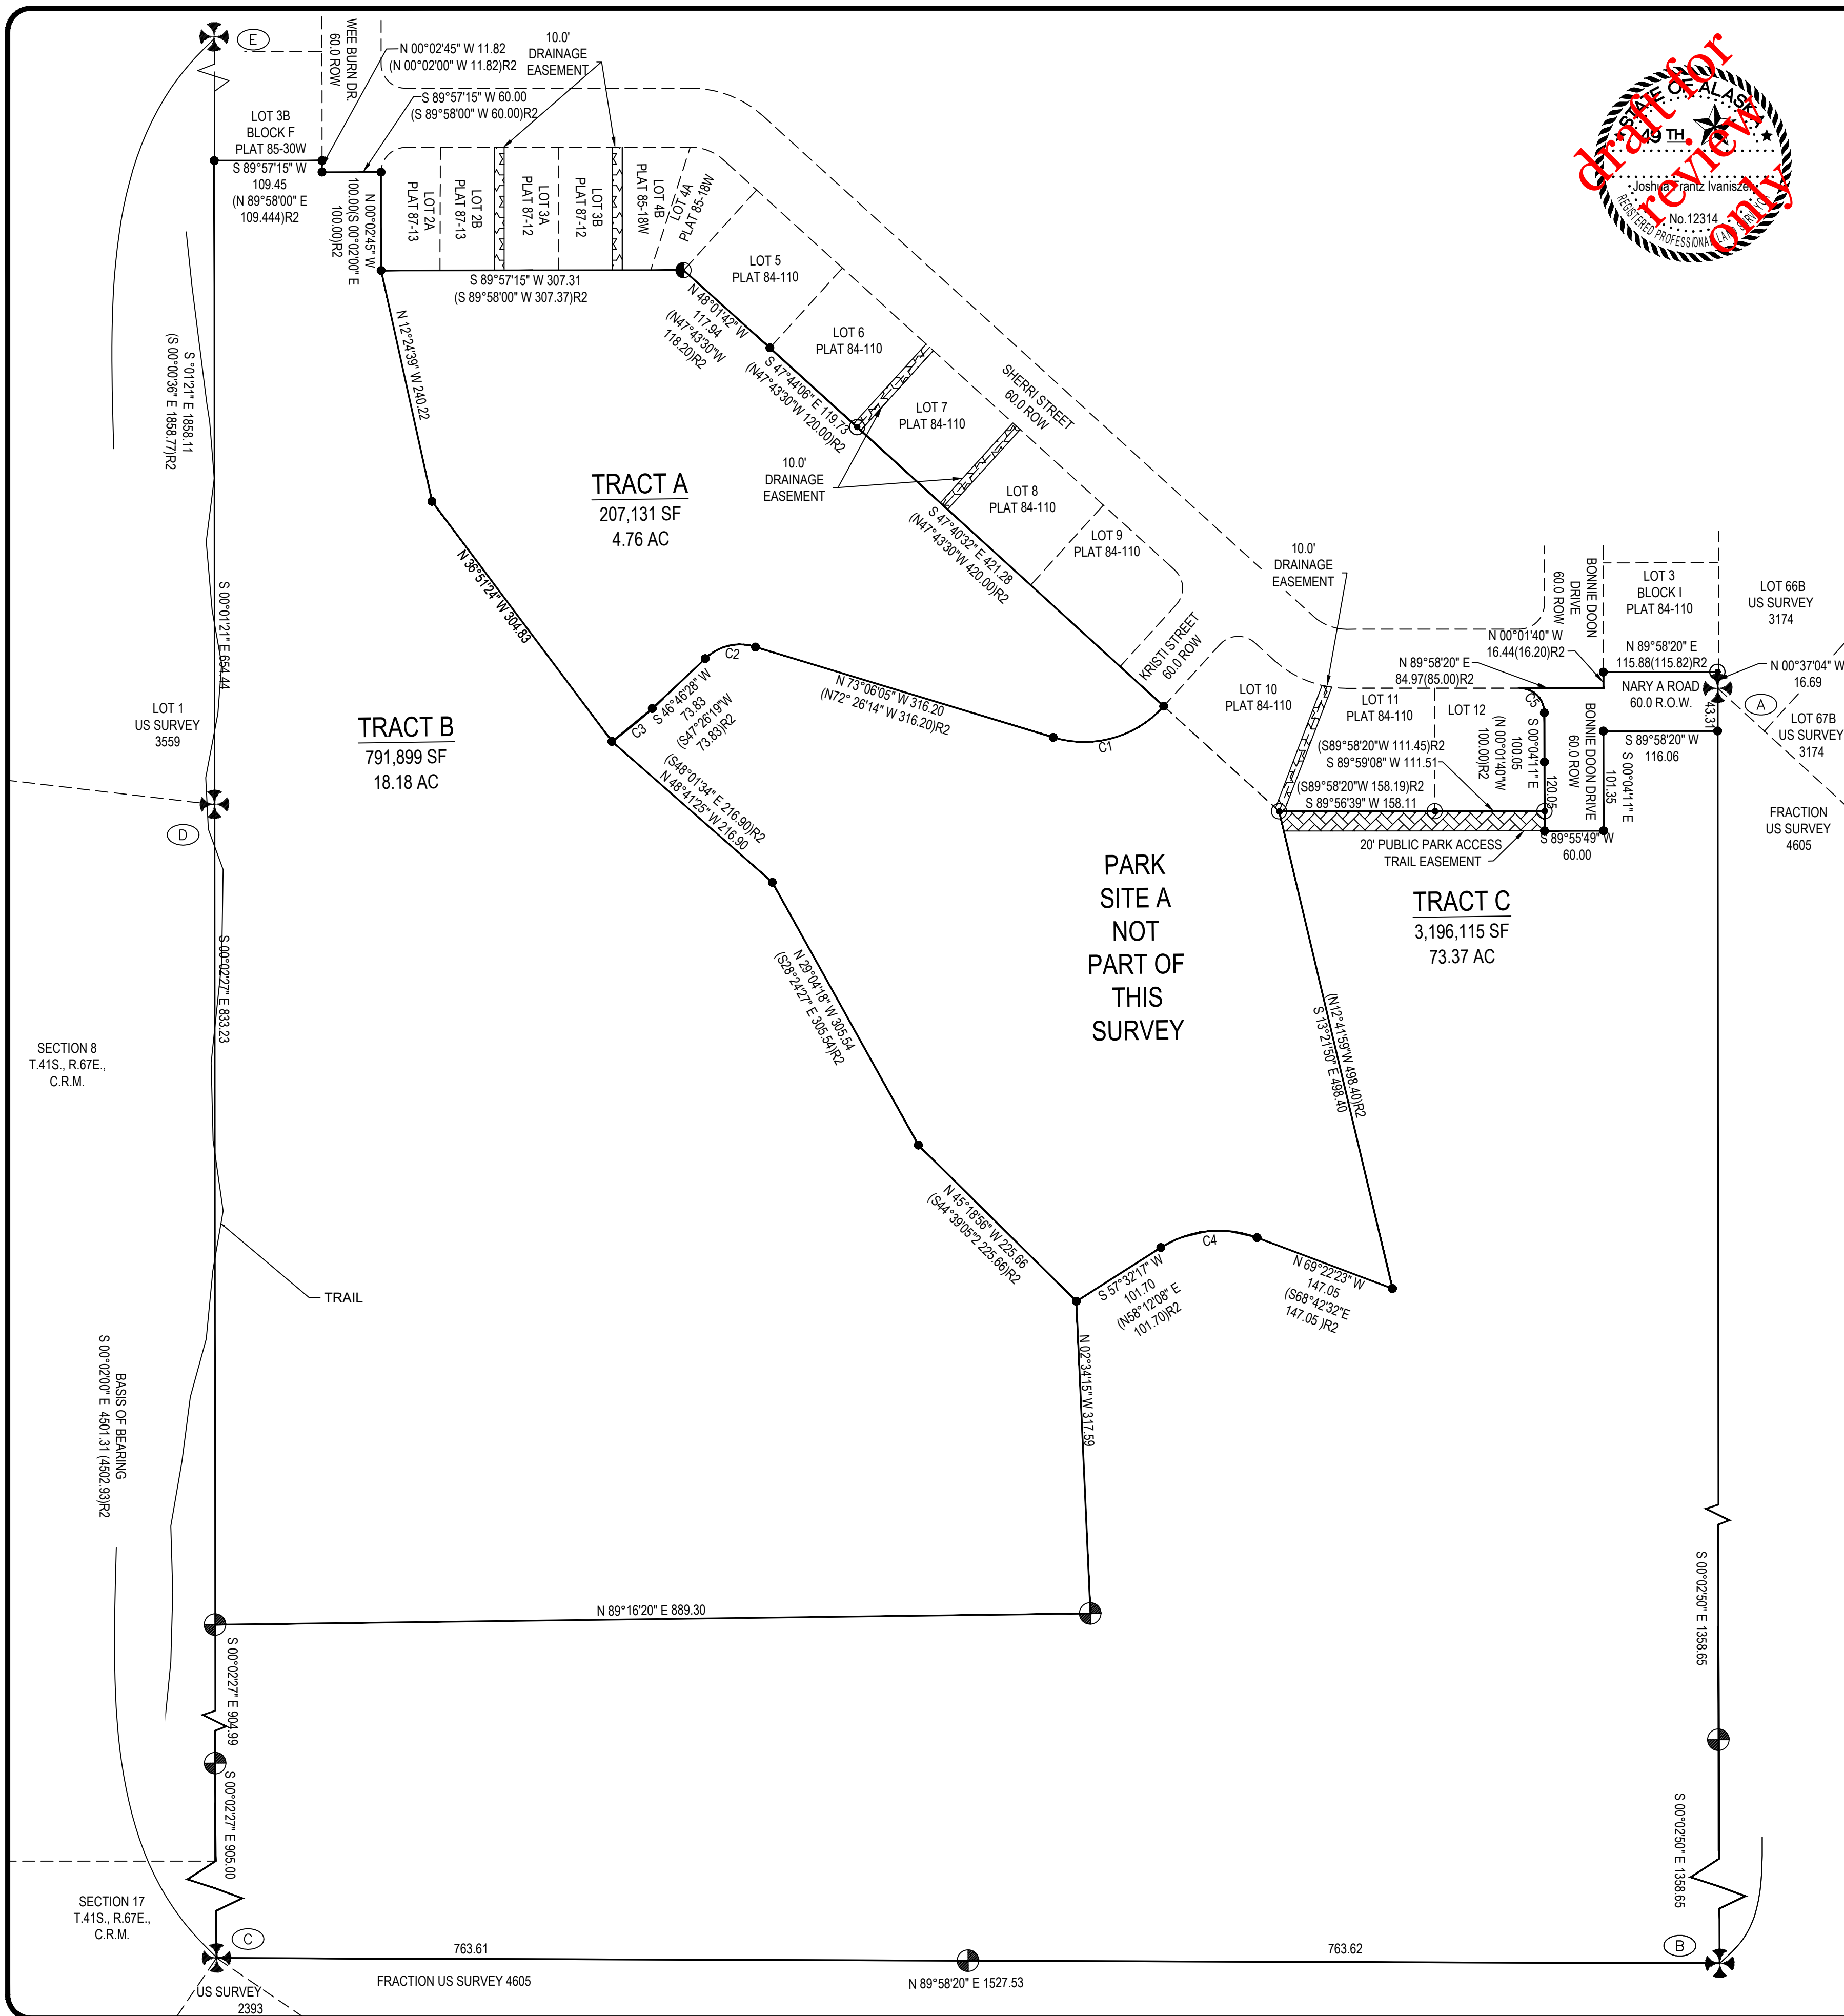 E
WEE BURN DR.
60.0 ROW
N 00°02'45" W 11.82
(N 00°02'00" W 11.82)R2
10.0'
DRAINAGE
EASEMENT
S 89°57'15" W 60.00
(S 89°58'00" W 60.00)R2
LOT 3B
BLOCK F
PLAT 85-30W
S 89°57'15" W
109.45
(N 89°58'00" E
109.444)R2
N 00°02'45" W
100.00(S 00°02'00" E
100.00)R2
LOT 2A
PLAT 87-13
LOT 2B
PLAT 87-13
LOT 3A
PLAT 87-12
LOT 3B
PLAT 87-12
LOT 4B
PLAT 85-18W
LOT 4A
PLAT 85-18W
S 89°57'15" W 307.31
(S 89°58'00" W 307.37)R2
STATE OF ALASKA
49 TH
Joshua Frantz Ivaniszek
No.12314
REGISTERED PROFESSIONAL LAND SURVEYOR
draft for
review
only
LOT 5
PLAT 84-110
LOT 6
PLAT 84-110
LOT 7
PLAT 84-110
LOT 8
PLAT 84-110
LOT 9
PLAT 84-110
N 48°01'42" W
117.94
(N47°43'30"W
118.20)R2
S 47°44'06" E 119.73
(N47°43'30"W 120.00)R2
S 47°40'32" E 421.28
(N47°43'30"W 420.00)R2
SHERRI STREET
60.0 ROW
10.0'
DRAINAGE
EASEMENT
S °01'21" E 1858.11
(S 00°00'36" E 1858.77)R2
N 12°24'39" W 240.22
TRACT A
207,131 SF
4.76 AC
N 36°51'24" W 304.83
S 00°01'21" E 654.44
C2
S 46°46'28" W
73.83
(S47°26'19"W
73.83)R2
C3
N 73°06'05" W 316.20
(N72° 26'14" W 316.20)R2
C1
KRISTI STREET
60.0 ROW
10.0'
DRAINAGE
EASEMENT
BONNIE DOON
DRIVE
60.0 ROW
LOT 3
BLOCK I
PLAT 84-110
LOT 66B
US SURVEY
3174
N 00°01'40" W
16.44(16.20)R2
N 89°58'20" E
115.88(115.82)R2
N 00°37'04" W
16.69
N 89°58'20" E
84.97(85.00)R2
NARY A ROAD
60.0 R.O.W.
A
43.31
LOT 67B
US SURVEY
3174
LOT 10
PLAT 84-110
LOT 11
PLAT 84-110
LOT 12
C5
S 00°04'11" E
100.05
(N 00°01'40"W
100.00)R2
120.05
BONNIE DOON DRIVE
60.0 ROW
S 89°58'20" W
116.06
S 00°04'11" E
101.35
(S89°58'20"W 111.45)R2
S 89°59'08" W 111.51
(S89°58'20"W 158.19)R2
S 89°56'39" W 158.11
S 89°55'49" W
60.00
20' PUBLIC PARK ACCESS
TRAIL EASEMENT
FRACTION
US SURVEY
4605
LOT 1
US SURVEY
3559
TRACT B
791,899 SF
18.18 AC
D
(S48°01'34" E 216.90)R2
N 48°41'25" W 216.90
PARK
SITE A
NOT
PART OF
THIS
SURVEY
TRACT C
3,196,115 SF
73.37 AC
S 00°02'27" E 833.23
N 29°04'18" W 305.54
(S28°24'27" E 305.54)R2
(N12°41'59"W 498.40)R2
S 13°21'50" E 498.40
SECTION 8
T.41S., R.67E.,
C.R.M.
N 45°18'56" W 225.66
(S44°39'05"2 225.66)R2
S 57°32'17" W
101.70
(N58°12'08" E
101.70)R2
C4
N 69°22'23" W
147.05
(S68°42'32"E
147.05 )R2
TRAIL
BASIS OF BEARING
S 00°02'00" E 4501.31 (4502.93)R2
N 02°34'15" W 317.59
N 89°16'20" E 889.30
S 00°02'27" E 904.99
S 00°02'50" E 1358.65
S 00°02'27" E 905.00
S 00°02'50" E 1358.65
SECTION 17
T.41S., R.67E.,
C.R.M.
C
763.61
763.62
B
FRACTION US SURVEY 4605
N 89°58'20" E 1527.53
US SURVEY
2393